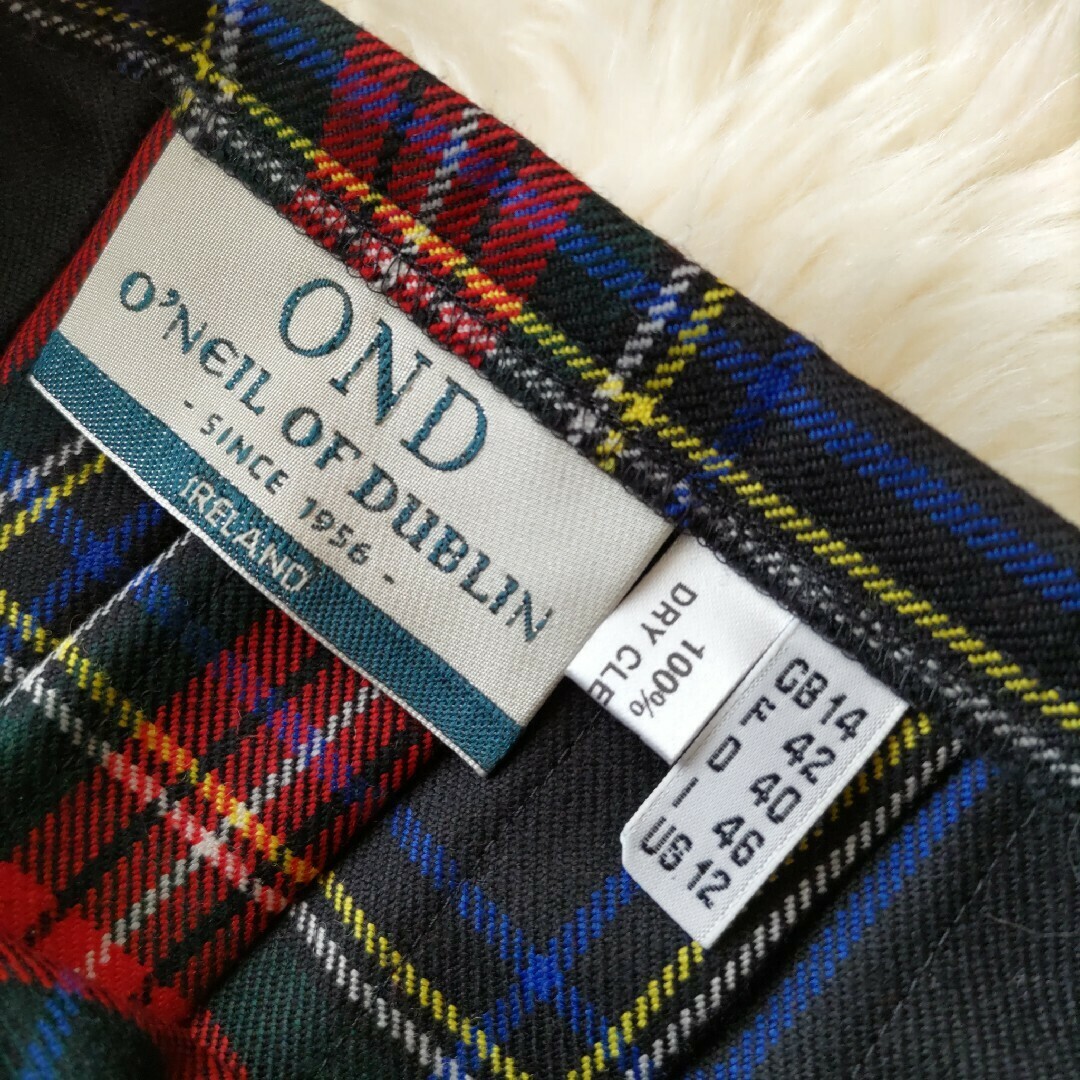 OND
O'NEIL OF DUBLIN
- SINCE 1956 -
IRELAND
100%
DRY CLE
GB 14
F 42
D 40
I 46
US 12